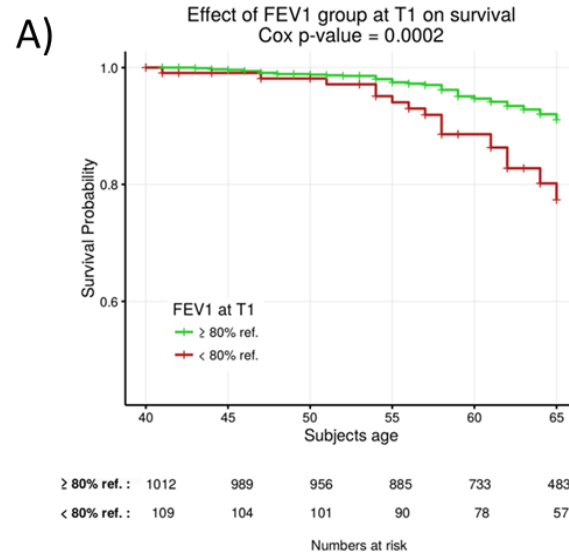 A)
Effect of FEV1 group at T1 on survival
Cox p-value = 0.0002
Survival Probability
1.0
0.8
0.6
FEV1 at T1
≥ 80% ref.
< 80% ref.
40 45 50 55 60 65
Subjects age
≥ 80% ref. : 1012 989 956 885 733 483
< 80% ref. : 109 104 101 90 78 57
Numbers at risk